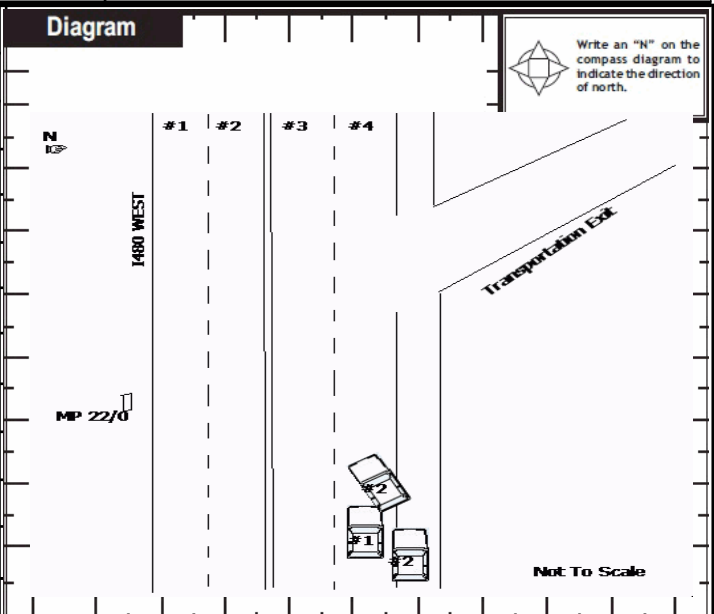 Diagram
Write an “N” on the
compass diagram to
indicate the direction
of north.
#1 #2 #3 #4
N
I480 WEST
Transportation Exit
MP 22/0
#2
#1
#2
Not To Scale